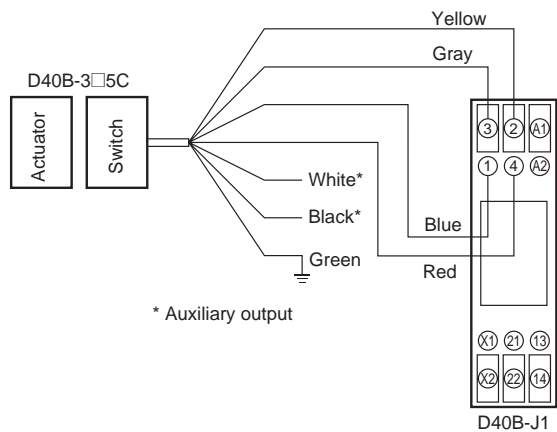 Yellow
Gray
D40B-3□5C
Actuator
Switch
3 2 A1
1 4 A2
White*
Black*
Blue
Green
Red
* Auxiliary output
X1 21 13
X2 22 14
D40B-J1